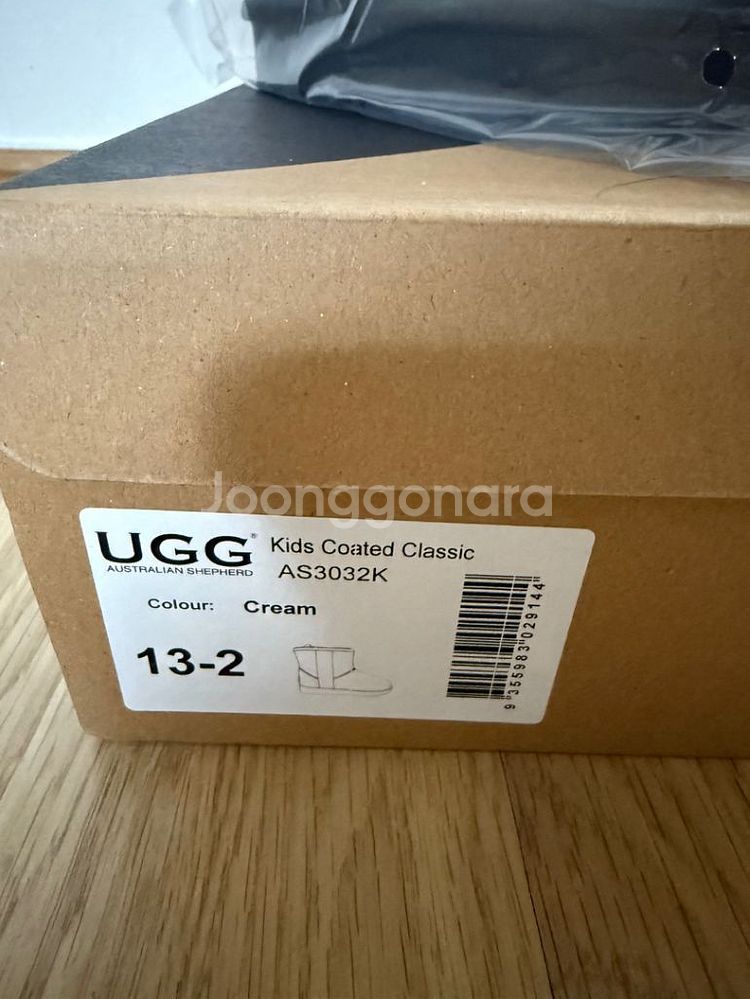 Joonggonara
UGG® Kids Coated Classic
AUSTRALIAN SHEPHERD AS3032K
Colour: Cream
13-2
9 355983 029144